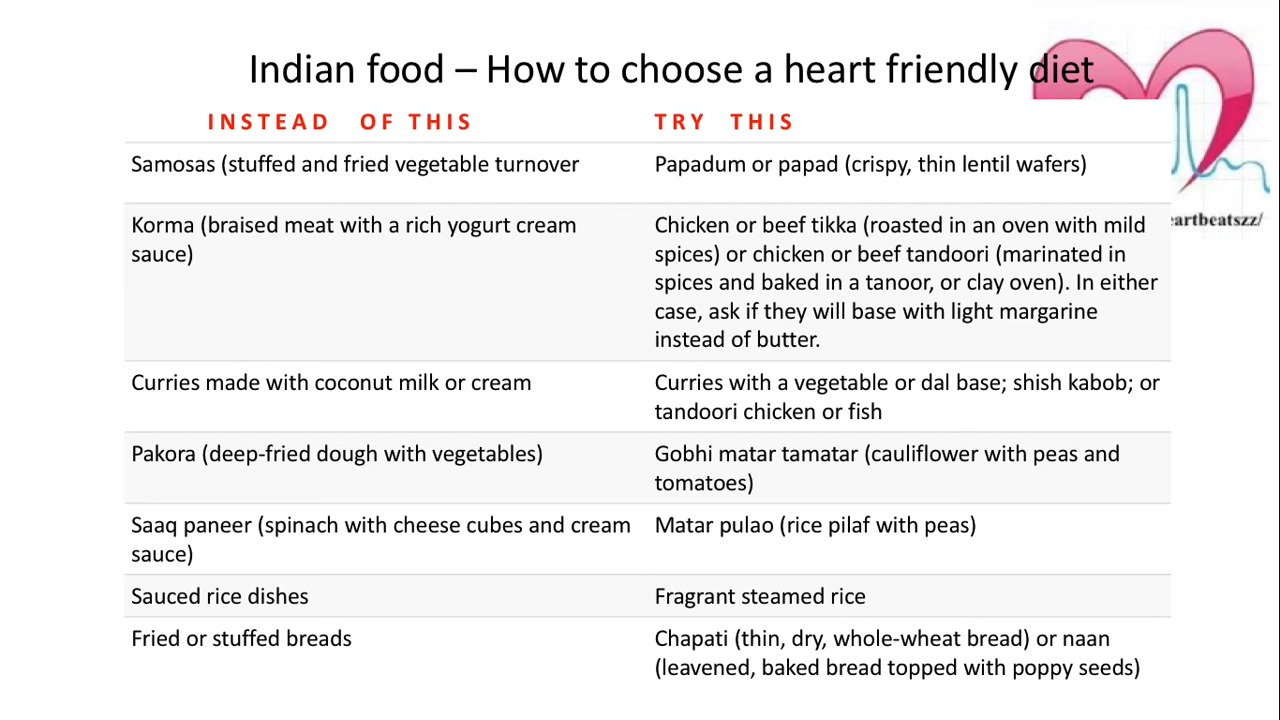 Indian food – How to choose a heart friendly diet
INSTEAD OF THIS
TRY THIS
Samosas (stuffed and fried vegetable turnover
Papadum or papad (crispy, thin lentil wafers)
Korma (braised meat with a rich yogurt cream
sauce)
Chicken or beef tikka (roasted in an oven with mild
spices) or chicken or beef tandoori (marinated in
spices and baked in a tanoor, or clay oven). In either
case, ask if they will base with light margarine
instead of butter.
Curries made with coconut milk or cream
Curries with a vegetable or dal base; shish kabob; or
tandoori chicken or fish
Pakora (deep-fried dough with vegetables)
Gobhi matar tamatar (cauliflower with peas and
tomatoes)
Saaq paneer (spinach with cheese cubes and cream
sauce)
Matar pulao (rice pilaf with peas)
Sauced rice dishes
Fragrant steamed rice
Fried or stuffed breads
Chapati (thin, dry, whole-wheat bread) or naan
(leavened, baked bread topped with poppy seeds)
eartbeatszz/